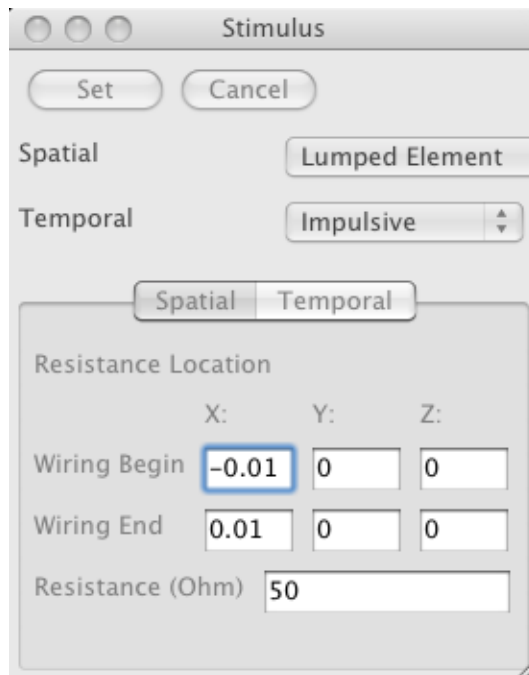 Stimulus
Set Cancel
Spatial Lumped Element
Temporal Impulsive
Spatial Temporal
Resistance Location
X: Y: Z:
Wiring Begin -0.01 0 0
Wiring End 0.01 0 0
Resistance (Ohm) 50